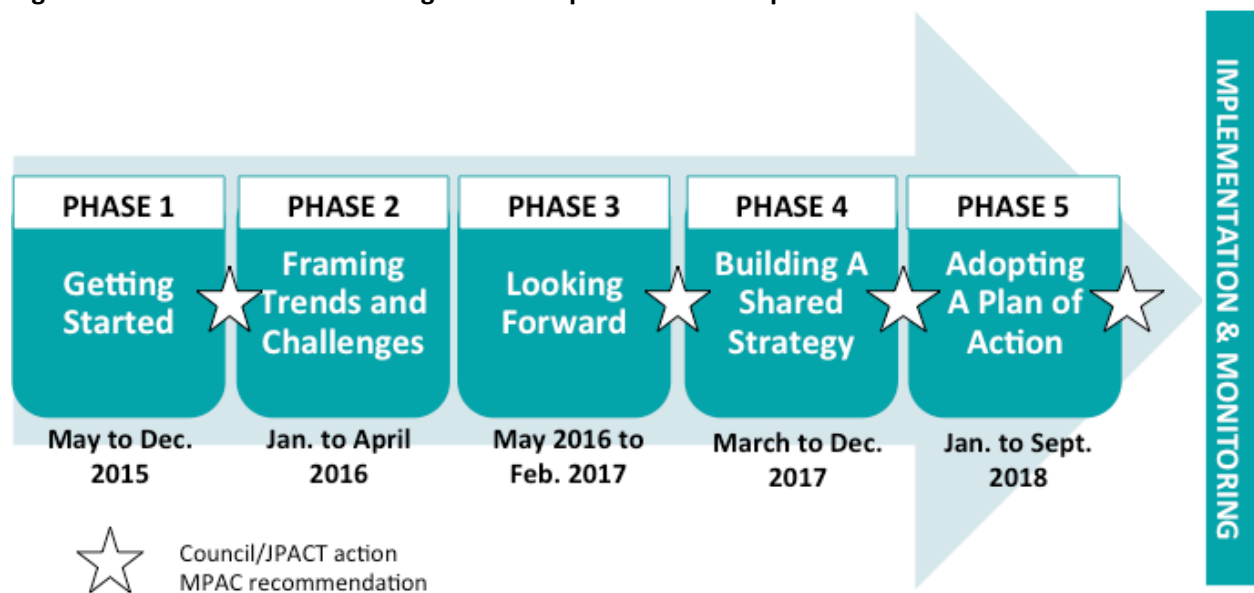 PHASE 1
Getting
Started
May to Dec.
2015
PHASE 2
Framing
Trends and
Challenges
Jan. to April
2016
PHASE 3
Looking
Forward
May 2016 to
Feb. 2017
PHASE 4
Building A
Shared
Strategy
March to Dec.
2017
PHASE 5
Adopting
A Plan of
Action
Jan. to Sept.
2018
IMPLEMENTATION & MONITORING
Council/JPACT action
MPAC recommendation